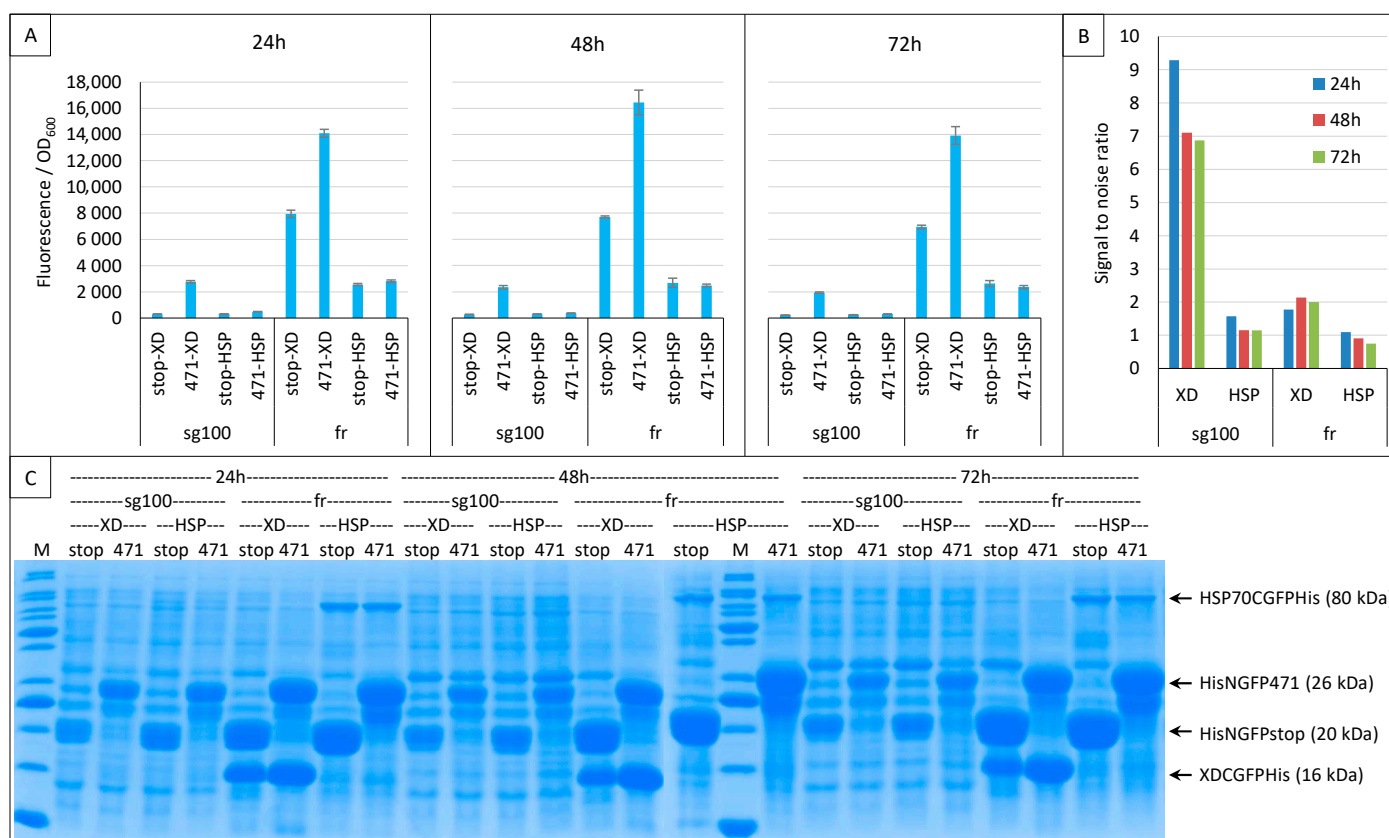 A
24h
48h
72h
Fluorescence / OD600
18,000
16,000
14,000
12,000
10,000
8 000
6 000
4 000
2 000
0
stop-XD
471-XD
stop-HSP
471-HSP
stop-XD
471-XD
stop-HSP
471-HSP
sg100
fr
stop-XD
471-XD
stop-HSP
471-HSP
stop-XD
471-XD
stop-HSP
471-HSP
sg100
fr
stop-XD
471-XD
stop-HSP
471-HSP
stop-XD
471-XD
stop-HSP
471-HSP
sg100
fr
B
Signal to noise ratio
10
9
8
7
6
5
4
3
2
1
0
24h
48h
72h
XD HSP XD HSP
sg100 fr
C
------------------------ 24h------------------------ ------------------------- 48h---------------------------------- -------------------------- 72h----------------------------
----------sg100--------- ------------fr----------- -----------sg100----------- --------------fr------------------ -----------sg100---------- --------------fr------------
-----XD---- ---HSP---- ----XD---- ---HSP---- ----XD---- ----HSP---- ----XD----- -------HSP------- ----XD---- ----HSP---- ----XD---- ----HSP----
M stop 471 stop 471 stop 471 stop 471 stop 471 stop 471 stop 471 stop M 471 stop 471 stop 471 stop 471 stop 471
HSP70CGFPHis (80 kDa
HisNGFP471 (26 kDa)
HisNGFPstop (20 kDa)
XDCGFPHis (16 kDa)